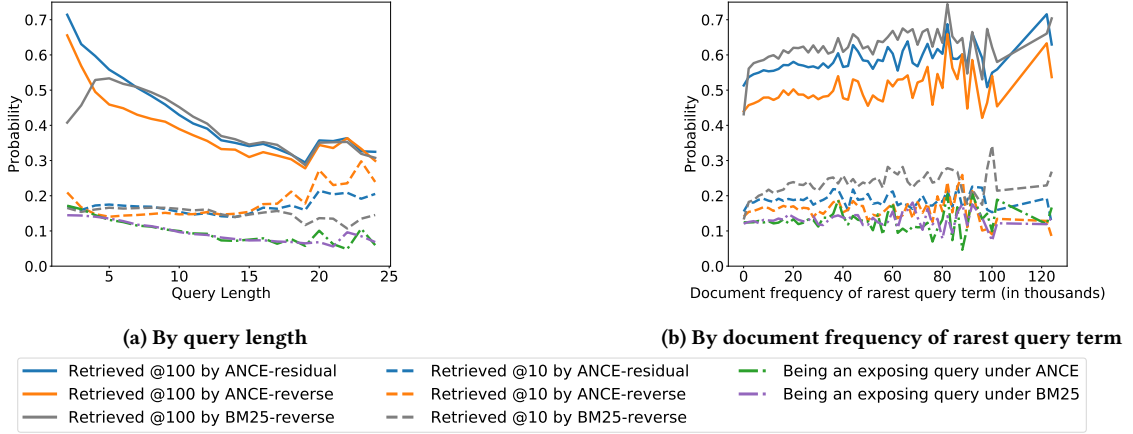 0.7
0.6
0.5
0.4
0.3
0.2
0.1
0.0
Probability
5
10
15
20
25
Query Length
(a) By query length
0.7
0.6
0.5
0.4
0.3
0.2
0.1
0.0
Probability
0
20
40
60
80
100
120
Document frequency of rarest query term (in thousands)
(b) By document frequency of rarest query term
Retrieved @100 by ANCE-residual
Retrieved @100 by ANCE-reverse
Retrieved @100 by BM25-reverse
Retrieved @10 by ANCE-residual
Retrieved @10 by ANCE-reverse
Retrieved @10 by BM25-reverse
Being an exposing query under ANCE
Being an exposing query under BM25